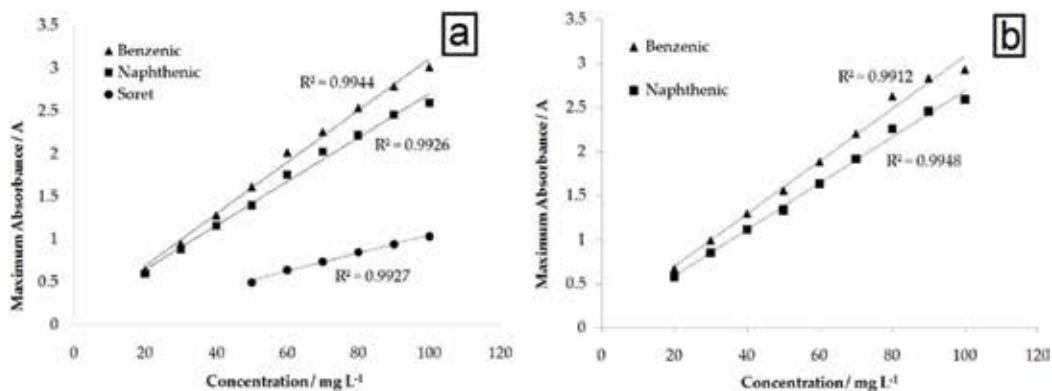 a
3.5
3
2.5
2
1.5
1
0.5
0
Maximum Absorbance / A
Benzenic
Naphthenic
Soret
R² = 0.9944
R² = 0.9926
R² = 0.9927
0 20 40 60 80 100 120
Concentration / mg L⁻¹
b
3.5
3
2.5
2
1.5
1
0.5
0
Maximum Absorbance / A
Benzenic
Naphthenic
R² = 0.9912
R² = 0.9948
0 20 40 60 80 100 120
Concentration / mg L⁻¹